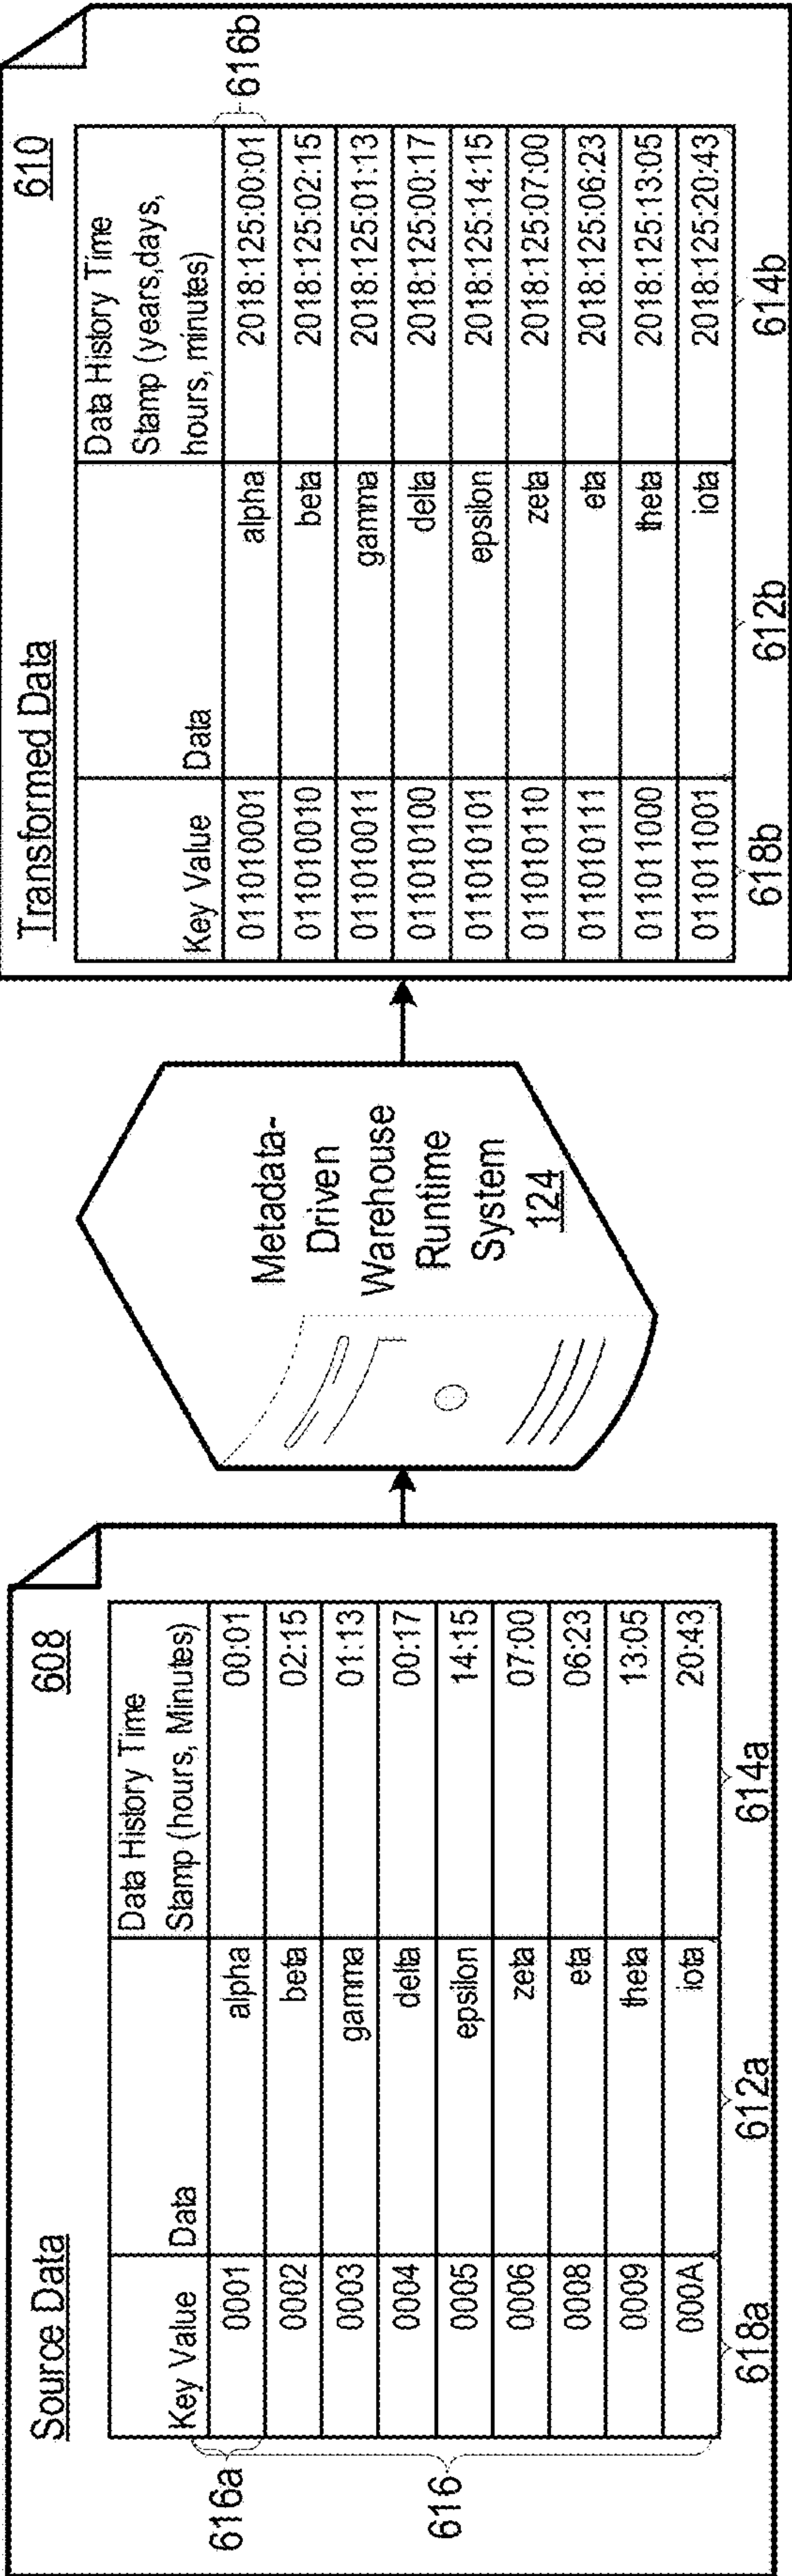 Source Data
608
Key Value Data Data History Time
Stamp (hours, Minutes)
616a
0001 alpha 00:01
0002 beta 02:15
0003 gamma 01:13
0004 delta 00:17
616
0005 epsilon 14:15
0006 zeta 07:00
0008 eta 06:23
0009 theta 13:05
000A iota 20:43
618a 612a 614a
Metadata-
Driven
Warehouse
Runtime
System
124
Transformed Data
610
Key Value Data Data History Time
Stamp (years,days,
hours, minutes)
011010001 alpha 2018:125:00:01
616b
011010010 beta 2018:125:02:15
011010011 gamma 2018:125:01:13
011010100 delta 2018:125:00:17
011010101 epsilon 2018:125:14:15
011010110 zeta 2018:125:07:00
011010111 eta 2018:125:06:23
011011000 theta 2018:125:13:05
011011001 iota 2018:125:20:43
618b 612b 614b